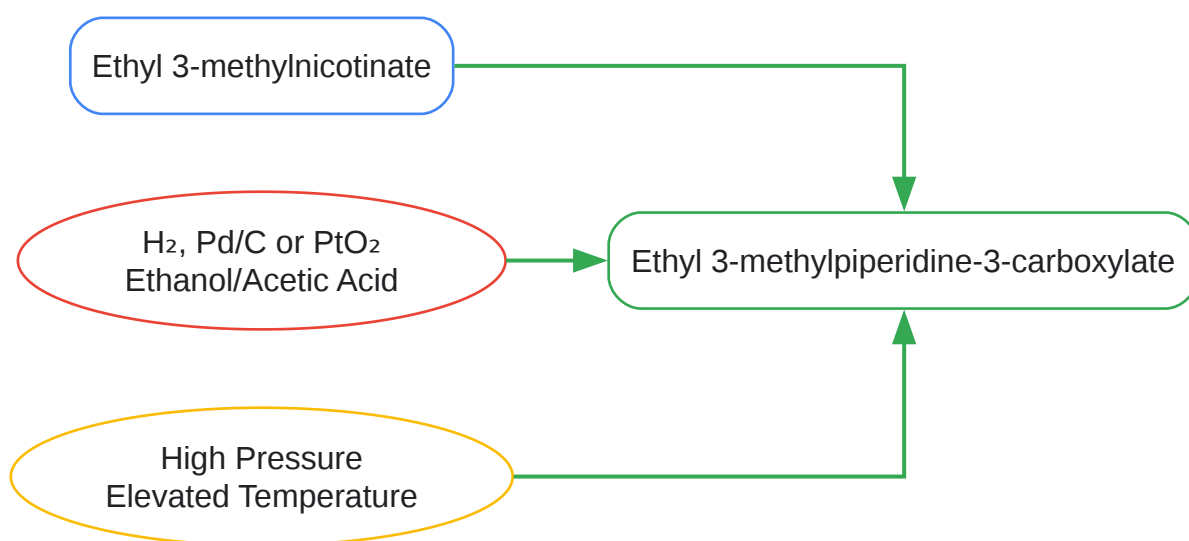 Ethyl 3-methylnicotinate
H₂, Pd/C or PtO₂
Ethanol/Acetic Acid
Ethyl 3-methylpiperidine-3-carboxylate
High Pressure
Elevated Temperature